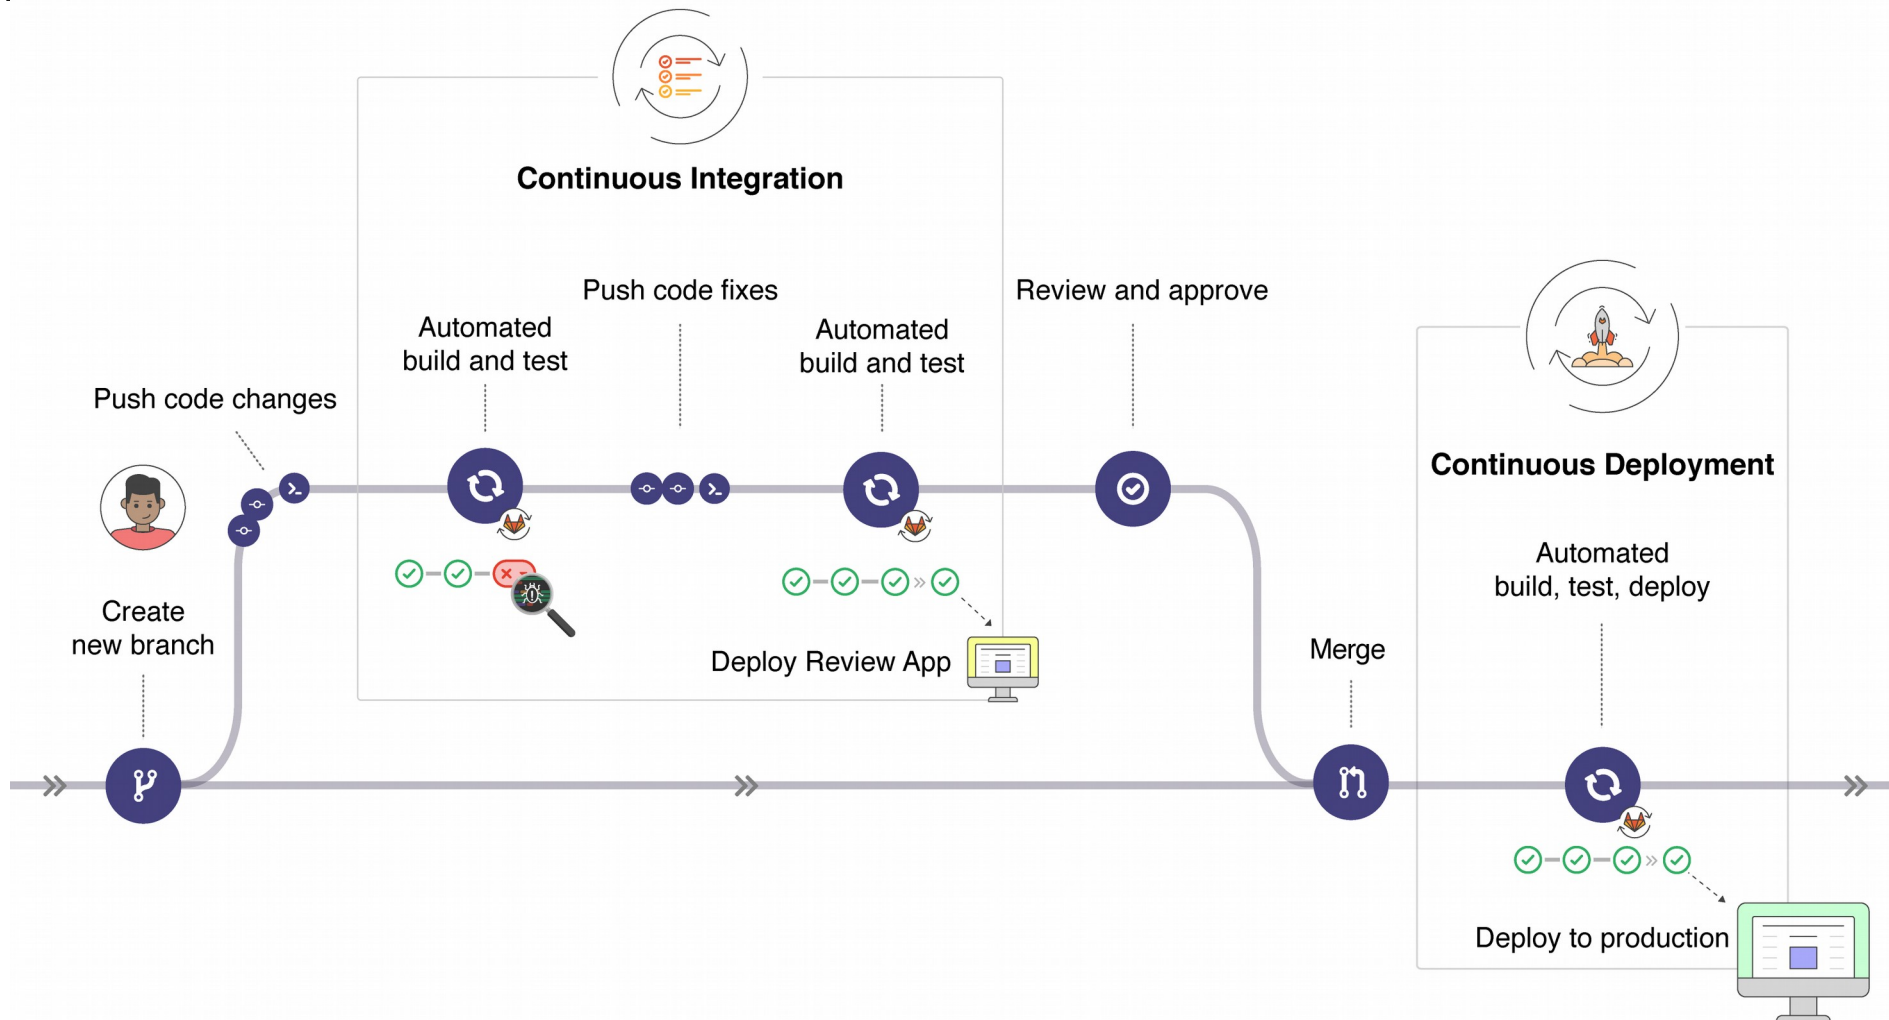 Continuous Integration
Push code fixes
Review and approve
Automated
build and test
Automated
build and test
Push code changes
Continuous Deployment
Automated
build, test, deploy
Create
new branch
Merge
Deploy Review App
Deploy to production